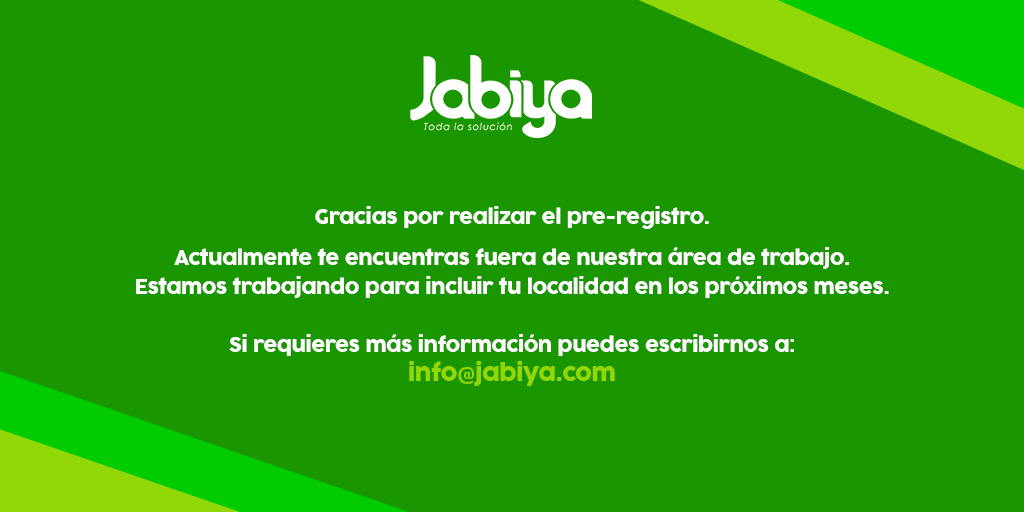 Jabiya
Toda la solución
Gracias por realizar el pre-registro.
Actualmente te encuentras fuera de nuestra área de trabajo.
Estamos trabajando para incluir tu localidad en los próximos meses.
Si requieres más información puedes escribirnos a:
info@jabiya.com